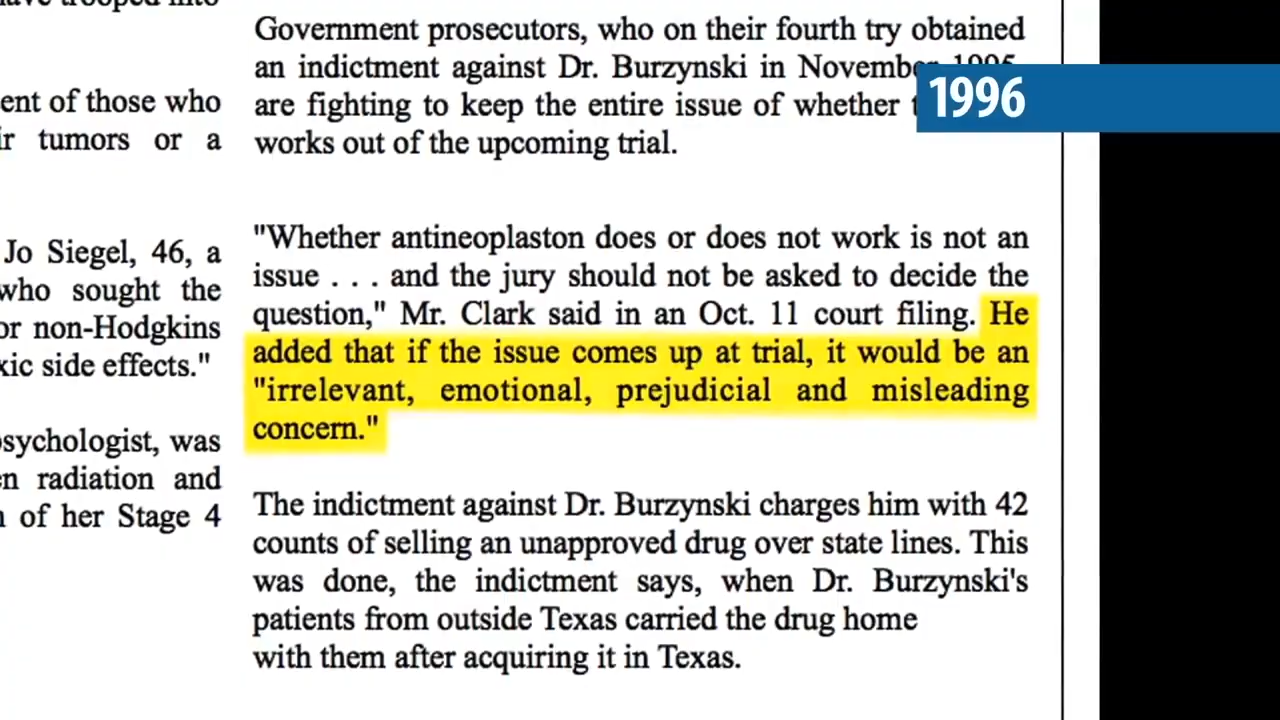 ent of those who
ir tumors or a
Jo Siegel, 46, a
who sought the
or non-Hodgkins
xic side effects."
psychologist, was
en radiation and
of her Stage 4
Government prosecutors, who on their fourth try obtained
an indictment against Dr. Burzynski in November 1995,
are fighting to keep the entire issue of whether
works out of the upcoming trial.
"Whether antineoplaston does or does not work is not an
issue . . . and the jury should not be asked to decide the
question," Mr. Clark said in an Oct. 11 court filing. He
added that if the issue comes up at trial, it would be an
"irrelevant, emotional, prejudicial and misleading
concern."
The indictment against Dr. Burzynski charges him with 42
counts of selling an unapproved drug over state lines. This
was done, the indictment says, when Dr. Burzynski's
patients from outside Texas carried the drug home
with them after acquiring it in Texas.
1996